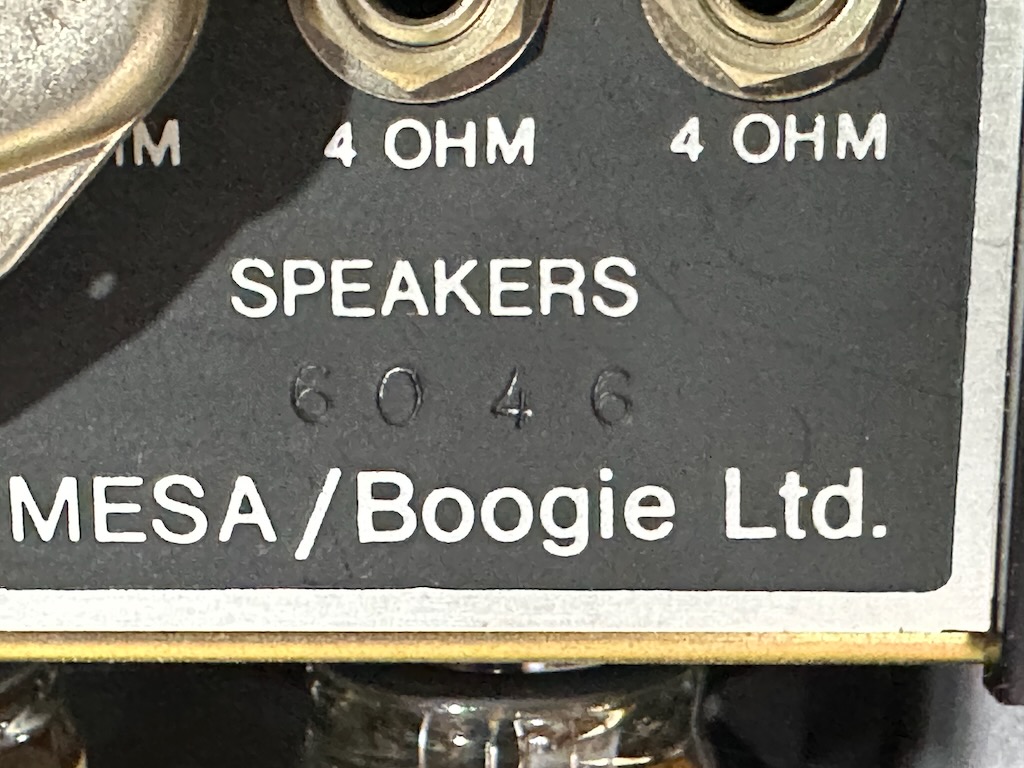 4 OHM 4 OHM
SPEAKERS
6046
MESA/Boogie Ltd.